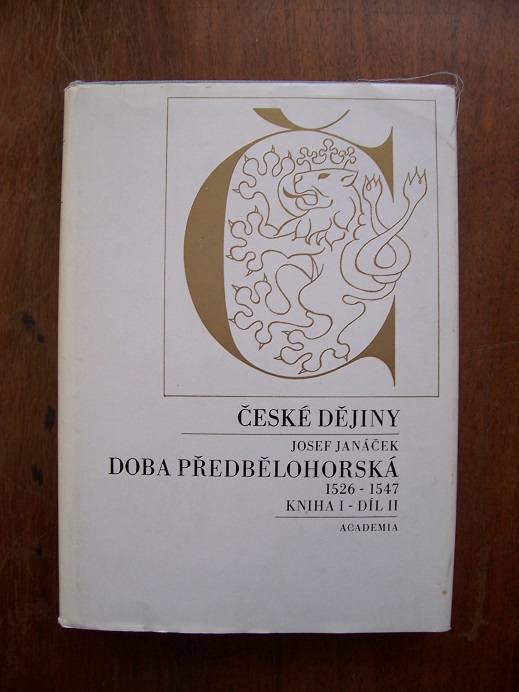 Č
ČESKÉ DĚJINY
JOSEF JANÁČEK
DOBA PŘEDBĚLOHORSKÁ
1526 - 1547
KNIHA I - DÍL II
ACADEMIA